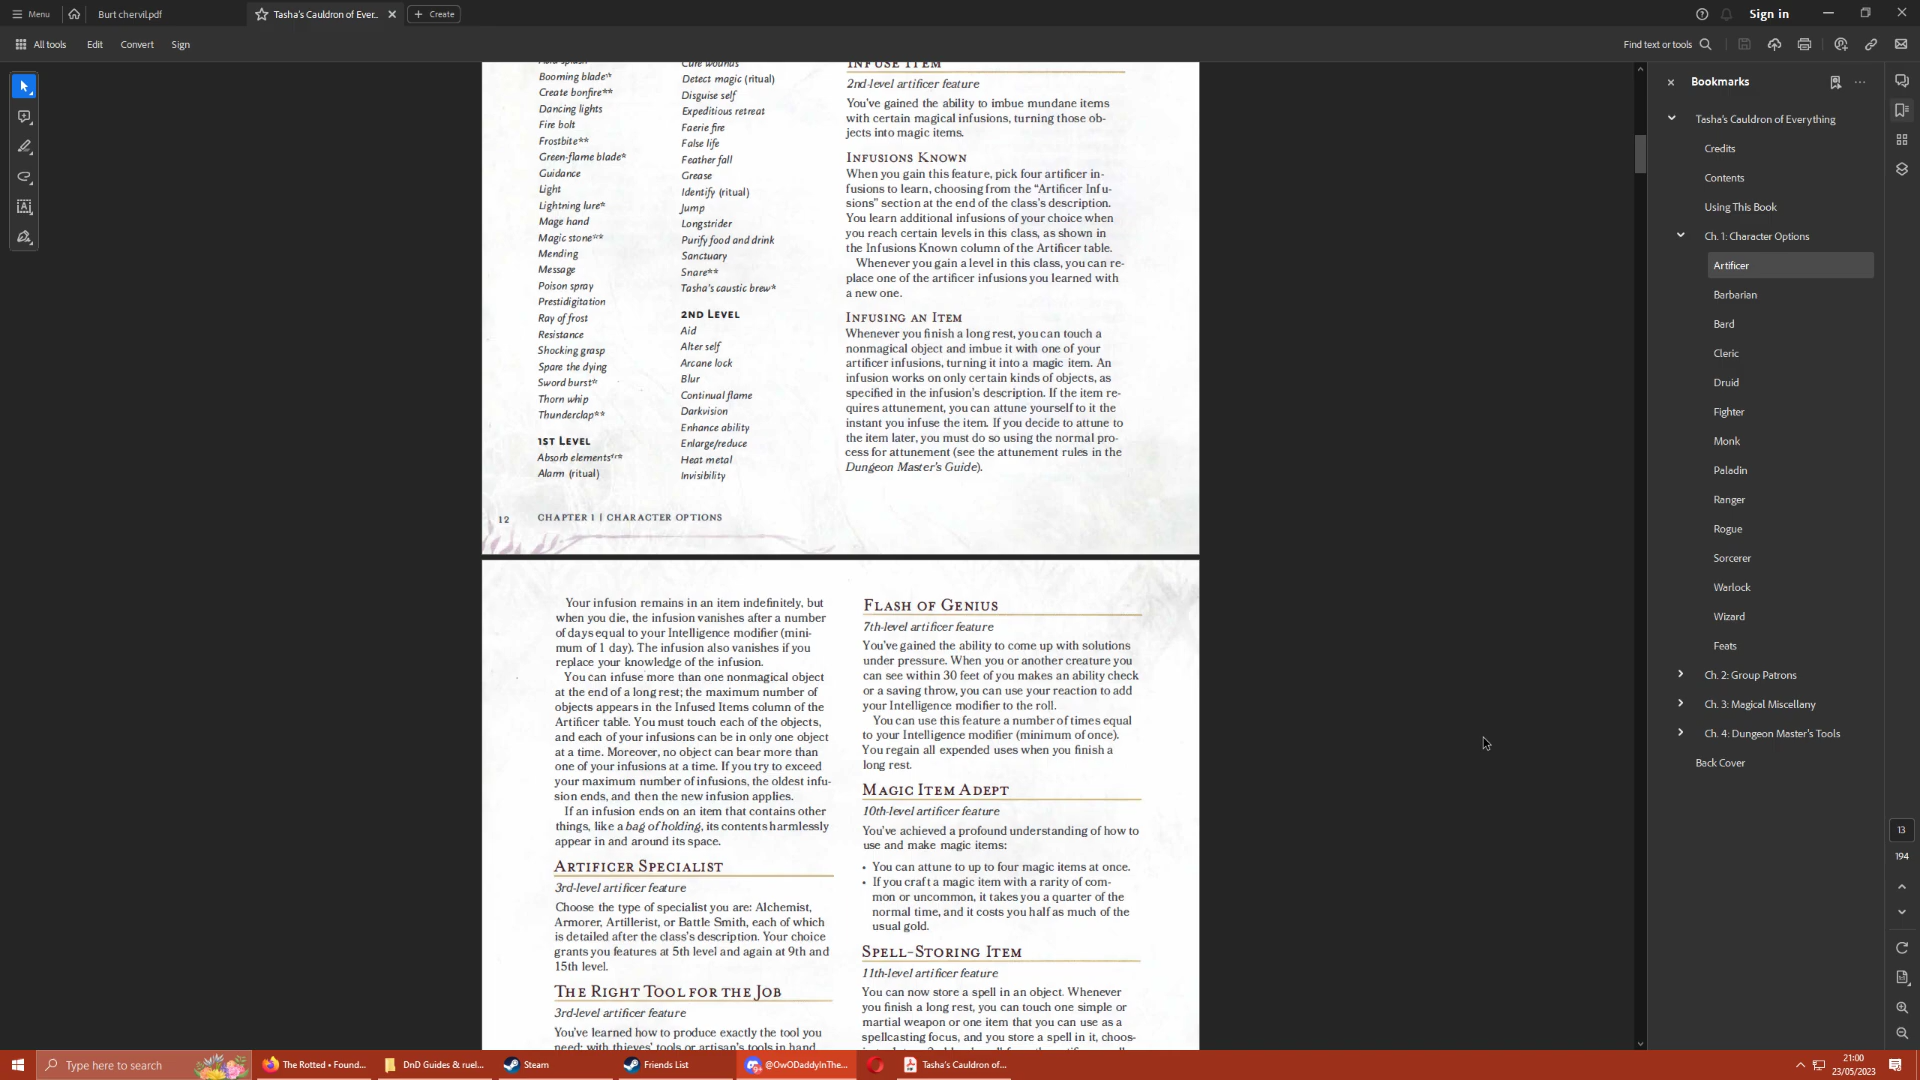 Menu
Burt chervil.pdf
Tasha's Cauldron of Ever...
Create
Sign in
All tools
Edit
Convert
Sign
Find text or tools
Booming blade*
Create bonfire**
Dancing lights
Fire bolt
Frostbite**
Green-flame blade*
Guidance
Light
Lightning lure*
Mage hand
Magic stone**
Mending
Message
Poison spray
Prestidigitation
Ray of frost
Resistance
Shocking grasp
Spare the dying
Sword burst*
Thorn whip
Thunderclap**
1ST LEVEL
Absorb elements**
Alarm (ritual)
Cure wounds
Detect magic (ritual)
Disguise self
Expeditious retreat
Faerie fire
False life
Feather fall
Grease
Identify (ritual)
Jump
Longstrider
Purify food and drink
Sanctuary
Snare**
Tasha's caustic brew*
2ND LEVEL
Aid
Alter self
Arcane lock
Blur
Continual flame
Darkvision
Enhance ability
Enlarge/reduce
Heat metal
Invisibility
INFUSE ITEM
2nd-level artificer feature
You've gained the ability to imbue mundane items
with certain magical infusions, turning those ob-
jects into magic items.
INFUSIONS KNOWN
When you gain this feature, pick four artificer in-
fusions to learn, choosing from the “Artificer Infu-
sions” section at the end of the class's description.
You learn additional infusions of your choice when
you reach certain levels in this class, as shown in
the Infusions Known column of the Artificer table.
Whenever you gain a level in this class, you can re-
place one of the artificer infusions you learned with
a new one.
INFUSING AN ITEM
Whenever you finish a long rest, you can touch a
nonmagical object and imbue it with one of your
artificer infusions, turning it into a magic item. An
infusion works on only certain kinds of objects, as
specified in the infusion's description. If the item re-
quires attunement, you can attune yourself to it the
instant you infuse the item. If you decide to attune to
the item later, you must do so using the normal pro-
cess for attunement (see the attunement rules in the
Dungeon Master's Guide).
12 CHAPTER 1 | CHARACTER OPTIONS
Your infusion remains in an item indefinitely, but
when you die, the infusion vanishes after a number
of days equal to your Intelligence modifier (mini-
mum of 1 day). The infusion also vanishes if you
replace your knowledge of the infusion.
You can infuse more than one nonmagical object
at the end of a long rest; the maximum number of
objects appears in the Infused Items column of the
Artificer table. You must touch each of the objects,
and each of your infusions can be in only one object
at a time. Moreover, no object can bear more than
one of your infusions at a time. If you try to exceed
your maximum number of infusions, the oldest infu-
sion ends, and then the new infusion applies.
If an infusion ends on an item that contains other
things, like a bag of holding, its contents harmlessly
appear in and around its space.
ARTIFICER SPECIALIST
3rd-level artificer feature
Choose the type of specialist you are: Alchemist,
Armorer, Artillerist, or Battle Smith, each of which
is detailed after the class's description. Your choice
grants you features at 5th level and again at 9th and
15th level.
THE RIGHT TOOL FOR THE JOB
3rd-level artificer feature
You've learned how to produce exactly the tool you
need: with thieves' tools or artisan's tools in hand,
FLASH OF GENIUS
7th-level artificer feature
You've gained the ability to come up with solutions
under pressure. When you or another creature you
can see within 30 feet of you makes an ability check
or a saving throw, you can use your reaction to add
your Intelligence modifier to the roll.
You can use this feature a number of times equal
to your Intelligence modifier (minimum of once).
You regain all expended uses when you finish a
long rest.
MAGIC ITEM ADEPT
10th-level artificer feature
You've achieved a profound understanding of how to
use and make magic items:
• You can attune to up to four magic items at once.
• If you craft a magic item with a rarity of com-
mon or uncommon, it takes you a quarter of the
normal time, and it costs you half as much of the
usual gold.
SPELL-STORING ITEM
11th-level artificer feature
You can now store a spell in an object. Whenever
you finish a long rest, you can touch one simple or
martial weapon or one item that you can use as a
spellcasting focus, and you store a spell in it, choos-
Bookmarks
Tasha's Cauldron of Everything
Credits
Contents
Using This Book
Ch. 1: Character Options
Artificer
Barbarian
Bard
Cleric
Druid
Fighter
Monk
Paladin
Ranger
Rogue
Sorcerer
Warlock
Wizard
Feats
Ch. 2: Group Patrons
Ch. 3: Magical Miscellany
Ch. 4: Dungeon Master's Tools
Back Cover
13
194
Type here to search
The Rotted • Found...
DnD Guides & ruel...
Steam
Friends List
@OwODaddyInThe...
Tasha's Cauldron of...
21:00
23/05/2023